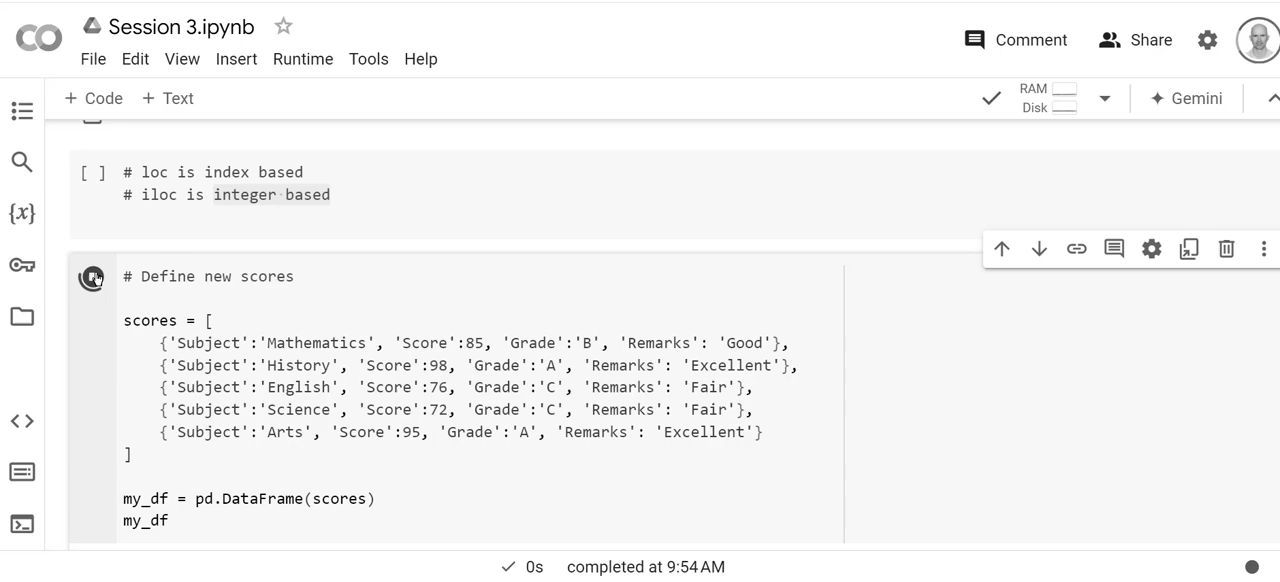 Session 3.ipynb
File Edit View Insert Runtime Tools Help
Comment
Share
+ Code + Text
RAM
Disk
Gemini
[ ] # loc is index based
# iloc is integer based
{x}
# Define new scores
scores = [
{'Subject':'Mathematics', 'Score':85, 'Grade':'B', 'Remarks': 'Good'},
{'Subject':'History', 'Score':98, 'Grade':'A', 'Remarks': 'Excellent'},
{'Subject':'English', 'Score':76, 'Grade':'C', 'Remarks': 'Fair'},
{'Subject':'Science', 'Score':72, 'Grade':'C', 'Remarks': 'Fair'},
{'Subject':'Arts', 'Score':95, 'Grade':'A', 'Remarks': 'Excellent'}
]
my_df = pd.DataFrame(scores)
my_df
0s completed at 9:54 AM